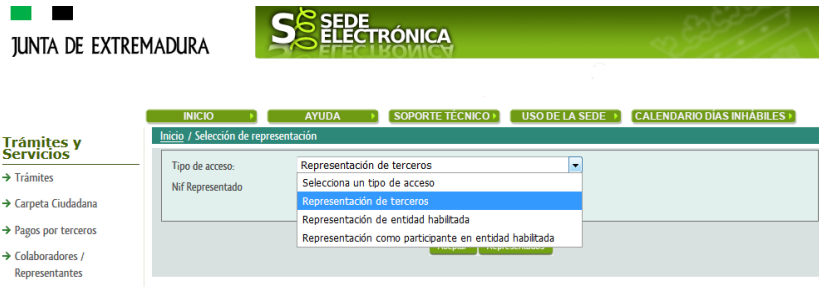 JUNTA DE EXTREMADURA
SEDE
ELECTRÓNICA
INICIO
AYUDA
SOPORTE TÉCNICO
USO DE LA SEDE
CALENDARIO DÍAS INHÁBILES
Inicio / Selección de representación
Trámites y
Servicios
Trámites
Carpeta Ciudadana
Pagos por terceros
Colaboradores /
Representantes
Tipo de acceso:
Representación de terceros
Nif Representado
Selecciona un tipo de acceso
Representación de terceros
Representación de entidad habilitada
Representación como participante en entidad habilitada